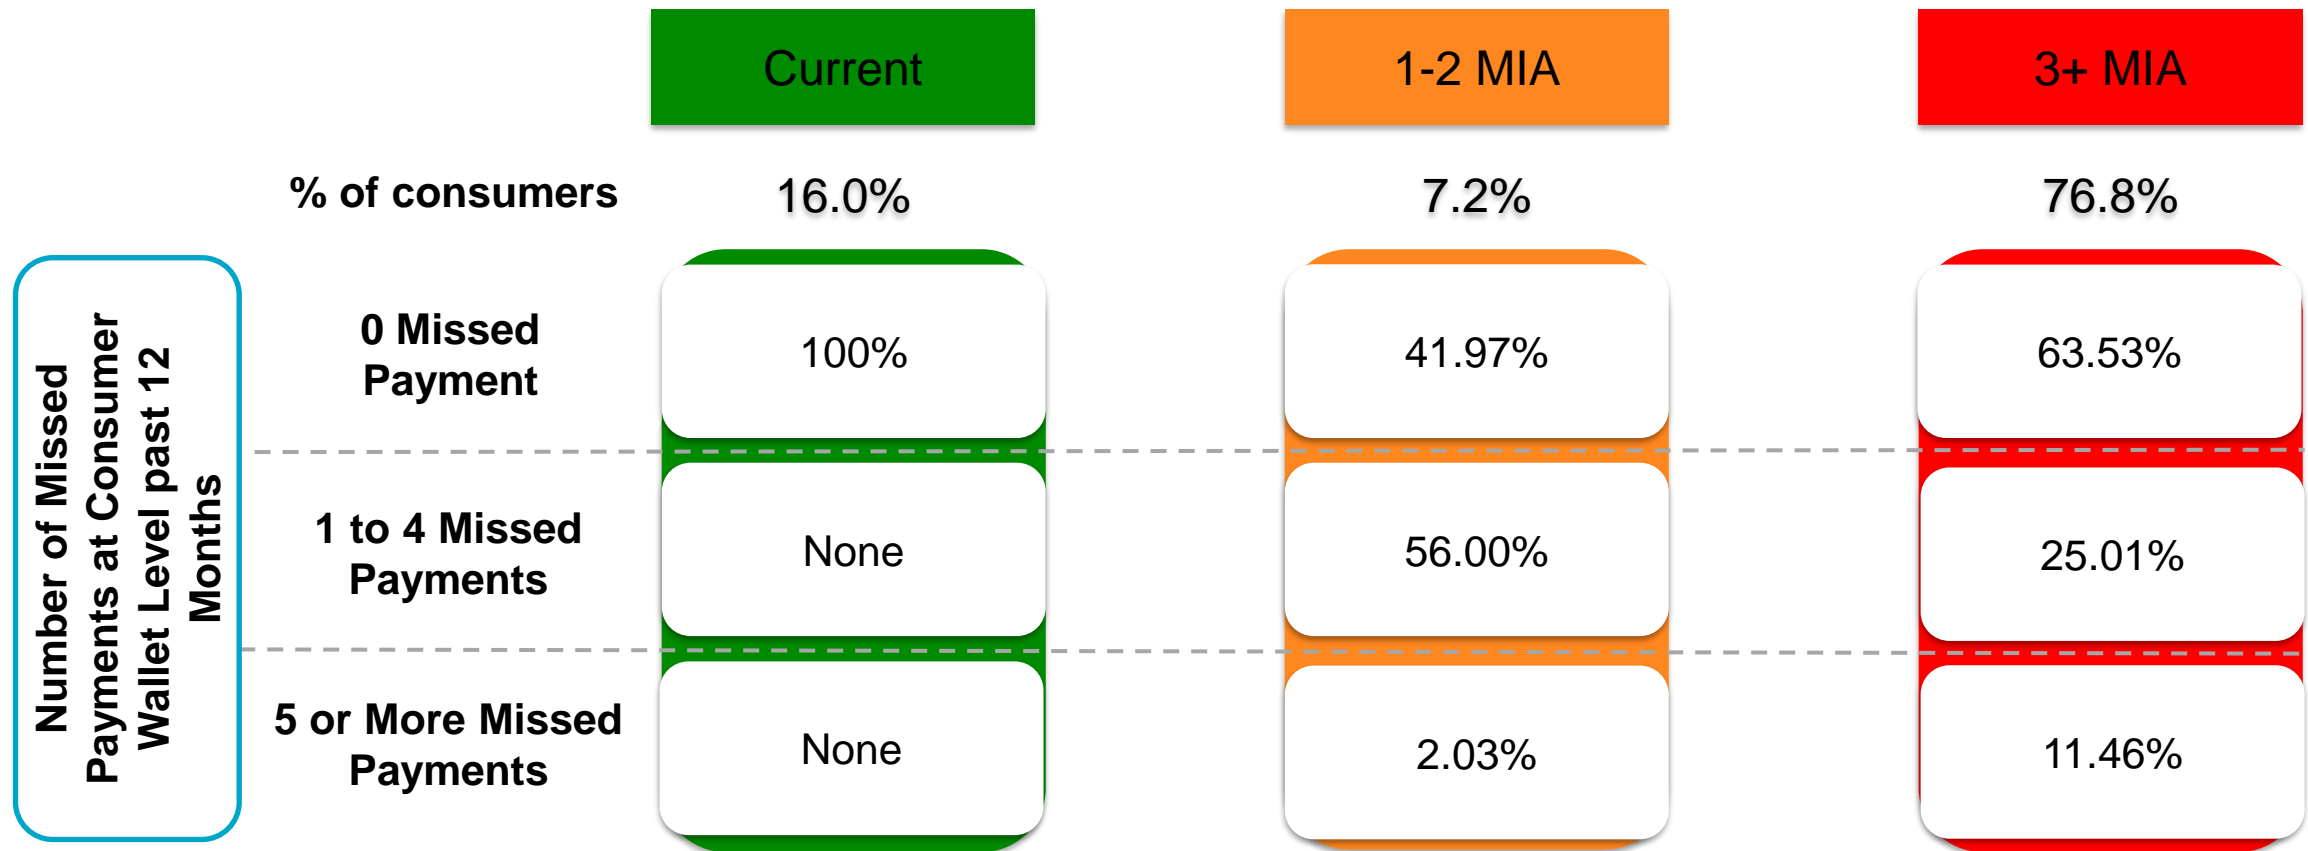 Current
1-2 MIA
3+ MIA
% of consumers
16.0%
7.2%
76.8%
Number of Missed
Payments at Consumer
Wallet Level past 12
Months
0 Missed
Payment
100%
41.97%
63.53%
1 to 4 Missed
Payments
None
56.00%
25.01%
5 or More Missed
Payments
None
2.03%
11.46%